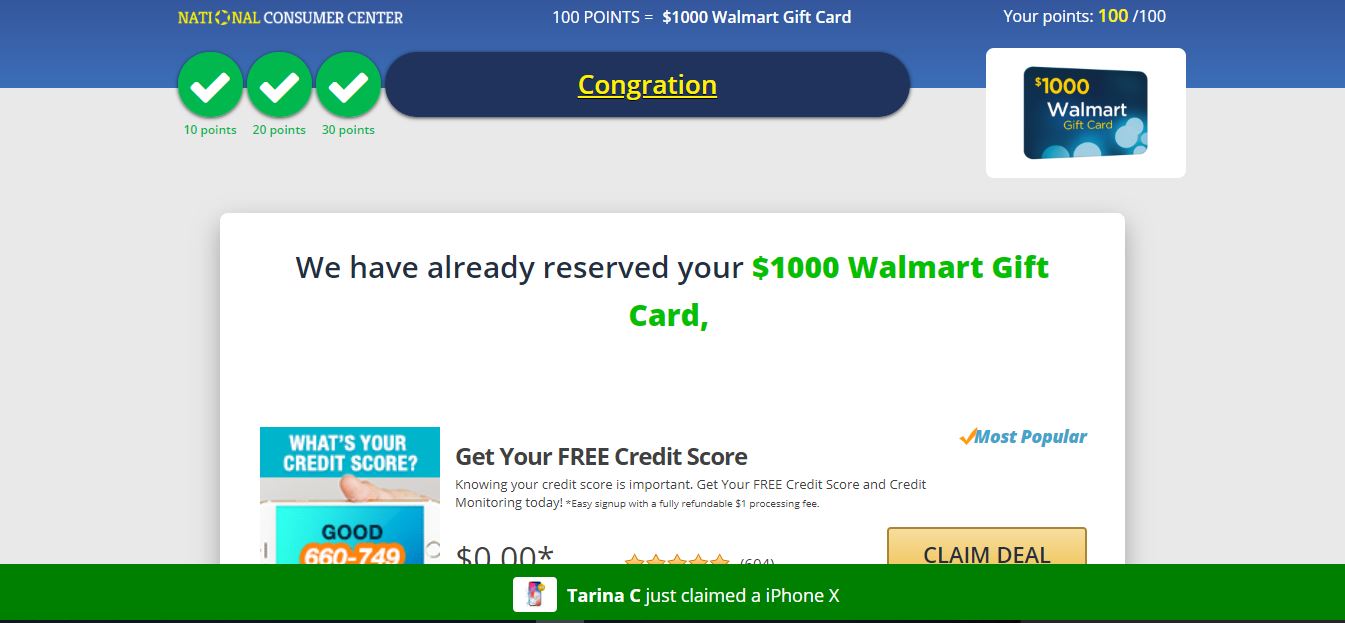 NATIONAL CONSUMER CENTER
100 POINTS = $1000 Walmart Gift Card
Your points: 100 /100
Congration
10 points
20 points
30 points
$1000
Walmart
Gift Card
We have already reserved your $1000 Walmart Gift
Card,
WHAT'S YOUR
CREDIT SCORE?
GOOD
660-749
Most Popular
Get Your FREE Credit Score
Knowing your credit score is important. Get Your FREE Credit Score and Credit
Monitoring today! *Easy signup with a fully refundable $1 processing fee.
$0.00*
(604)
CLAIM DEAL
Tarina C just claimed a iPhone X